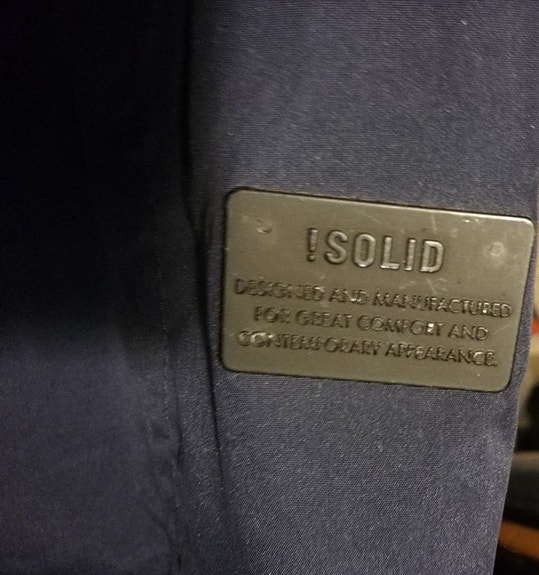 !SOLID
DESIGNED AND MANUFACTURED
FOR GREAT COMFORT AND
CONTEMPORARY APPEARANCE.